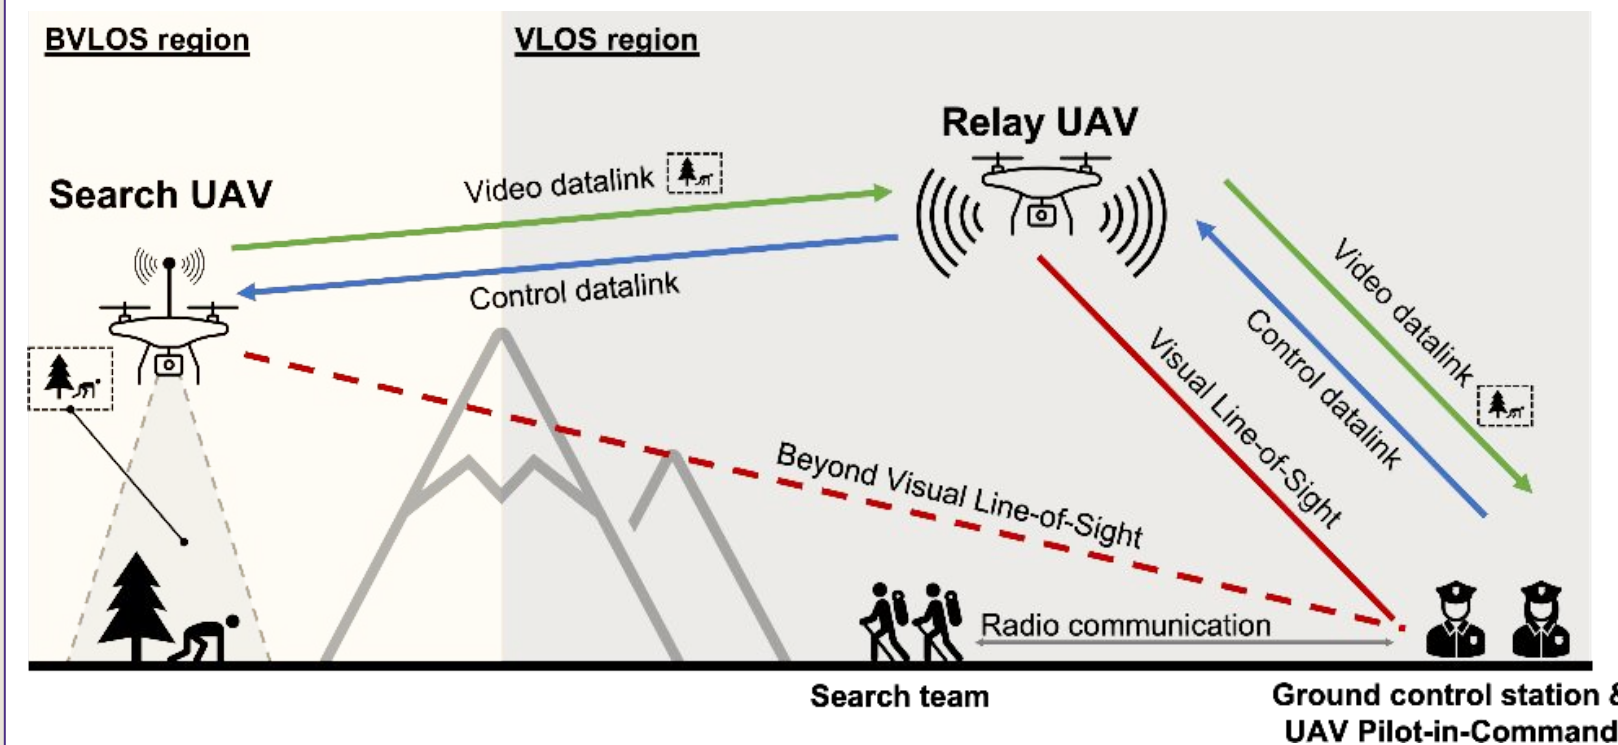 BVLOS region
VLOS region
Relay UAV
Search UAV
Video datalink
Control datalink
Video datalink
Control datalink
Visual Line-of-Sight
Beyond Visual Line-of-Sight
Radio communication
Search team
Ground control station &
UAV Pilot-in-Command